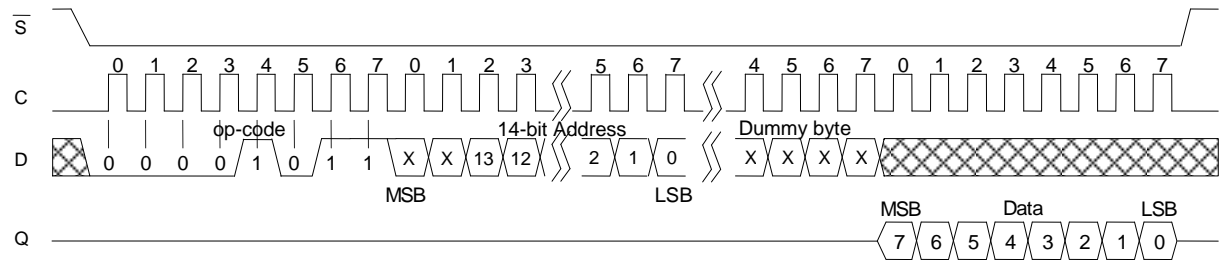 S
0 1 2 3 4 5 6 7 0 1 2 3 5 6 7 4 5 6 7 0 1 2 3 4 5 6 7
C
op-code 14-bit Address Dummy byte
D 0 0 0 0 1 0 1 1 X X 13 12 2 1 0 X X X X
MSB LSB
MSB Data LSB
Q 7 6 5 4 3 2 1 0